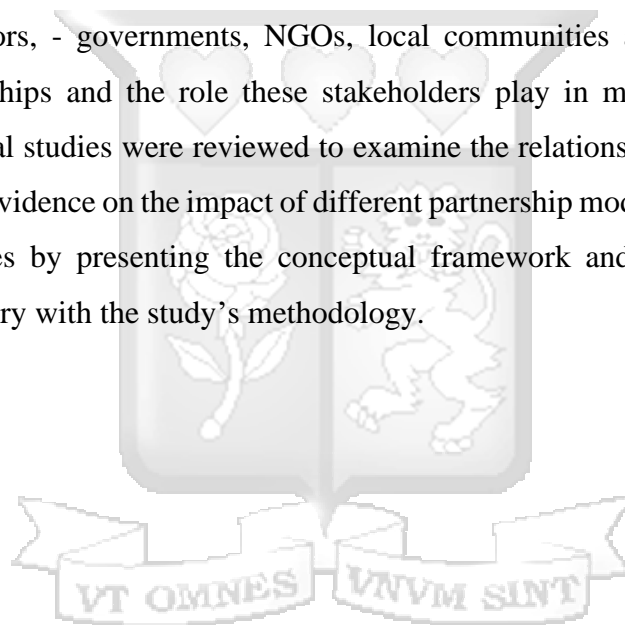 ors, - governments, NGOs, local communities
hips and the role these stakeholders play in m
al studies were reviewed to examine the relations
vidence on the impact of different partnership mod
es by presenting the conceptual framework and
ry with the study’s methodology.
VT OMNES VNVM SINT